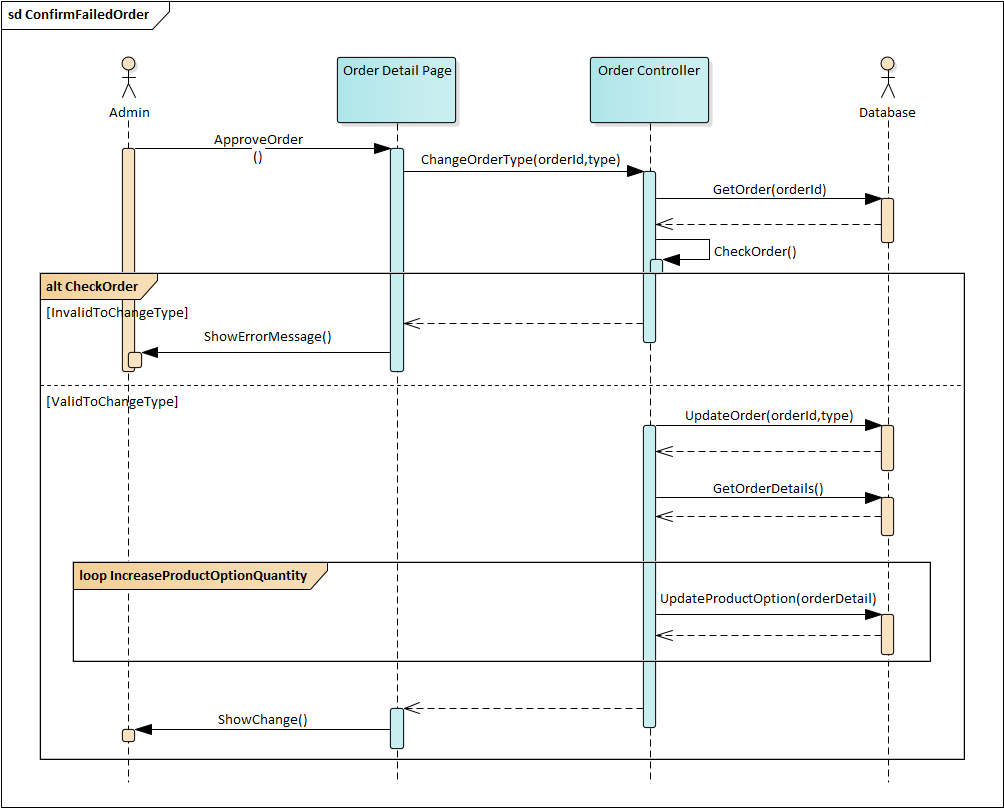 sd ConfirmFailedOrder
Admin
Order Detail Page
Order Controller
Database
ApproveOrder
()
ChangeOrderType(orderId,type)
GetOrder(orderId)
CheckOrder()
alt CheckOrder
[InvalidToChangeType]
ShowErrorMessage()
[ValidToChangeType]
UpdateOrder(orderId,type)
GetOrderDetails()
loop IncreaseProductOptionQuantity
UpdateProductOption(orderDetail)
ShowChange()